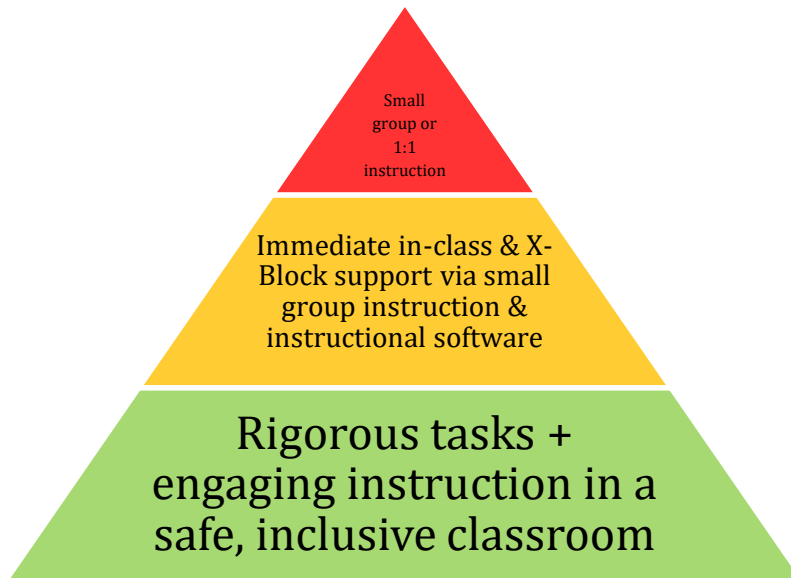 Small
group or
1:1
instruction
Immediate in-class & X-
Block support via small
group instruction &
instructional software
Rigorous tasks +
engaging instruction in a
safe, inclusive classroom